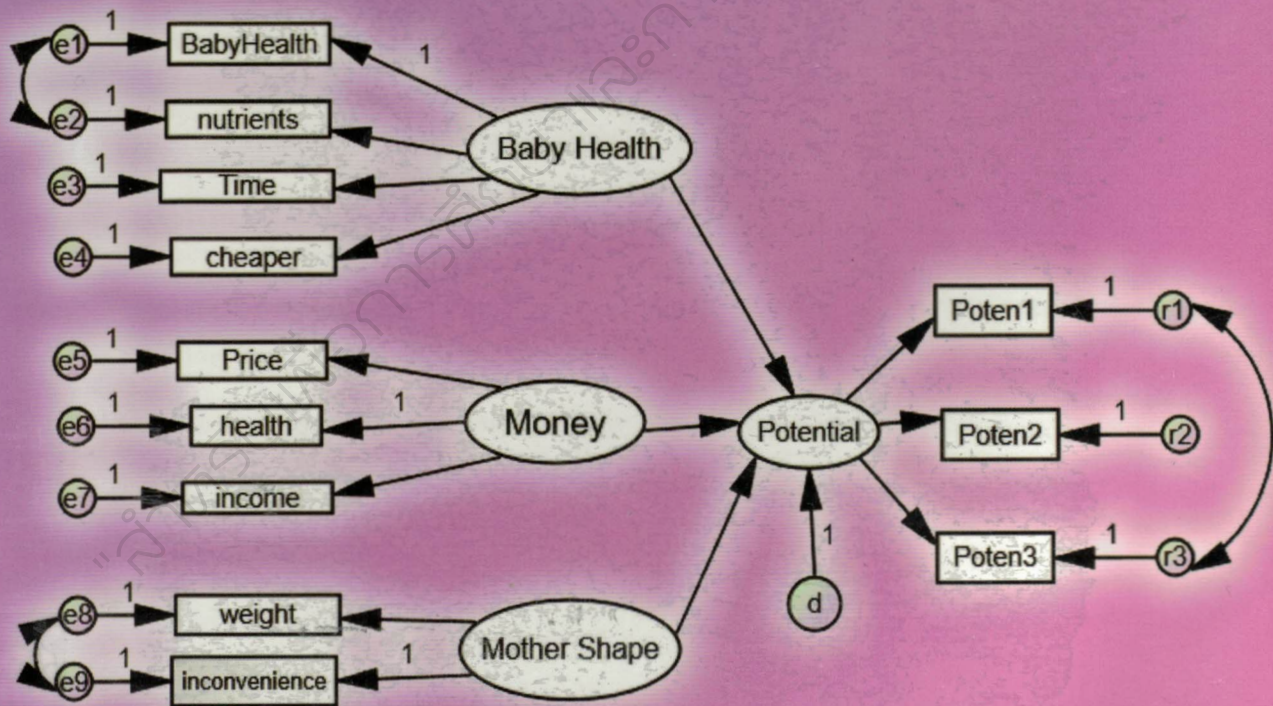 e1
1
BabyHealth
1
e2
1
nutrients
Baby Health
e3
1
Time
e4
1
cheaper
e5
1
Price
e6
1
health
1
Money
e7
1
income
e8
1
weight
Mother Shape
e9
1
inconvenience
1
Potential
1
d
Poten1
1
r1
Poten2
1
r2
Poten3
1
r3